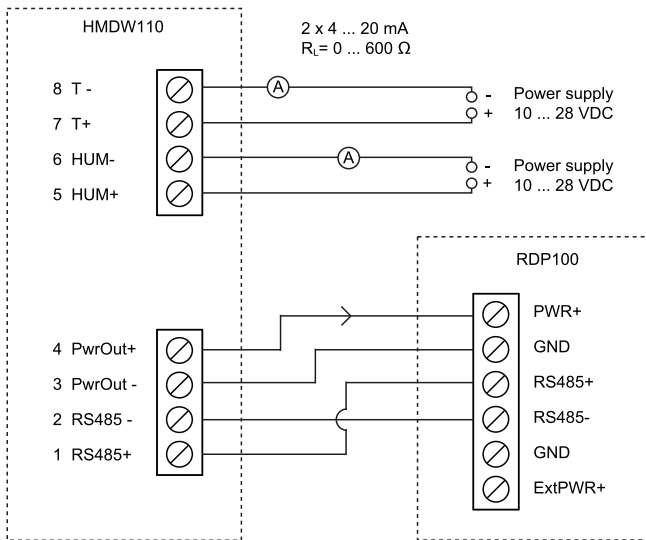 HMDW110
2 x 4 ... 20 mA
RL= 0 ... 600 Ω
8 T -
7 T+
6 HUM-
5 HUM+
A
- Power supply
+ 10 ... 28 VDC
A
- Power supply
+ 10 ... 28 VDC
RDP100
4 PwrOut+
3 PwrOut -
2 RS485 -
1 RS485+
PWR+
GND
RS485+
RS485-
GND
ExtPWR+